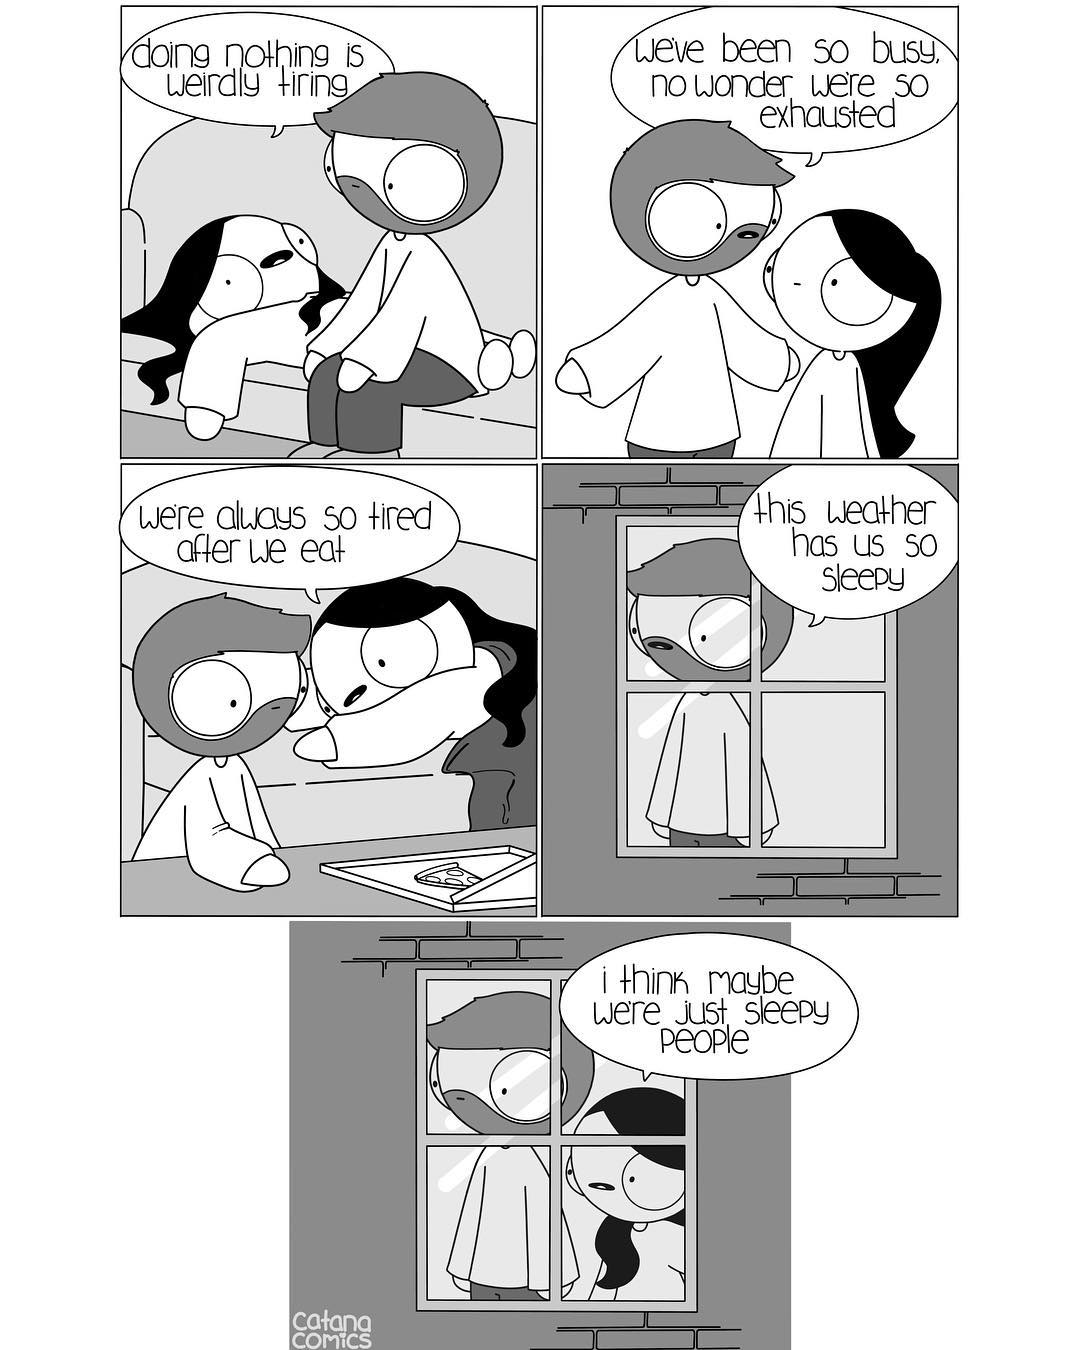 doing nothing is
weirdly tiring
we've been so busy,
no wonder we're so
exhausted
we're always so tired
after we eat
this weather
has us so
sleepy
i think maybe
we're just sleepy
people
catana
comics